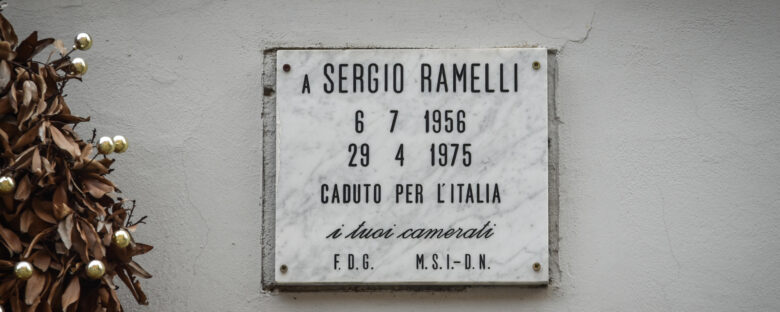 A SERGIO RAMELLI
6 7 1956
29 4 1975
CADUTO PER L'ITALIA
i tuoi camerati
F. D. G. M. S. I.-D. N.